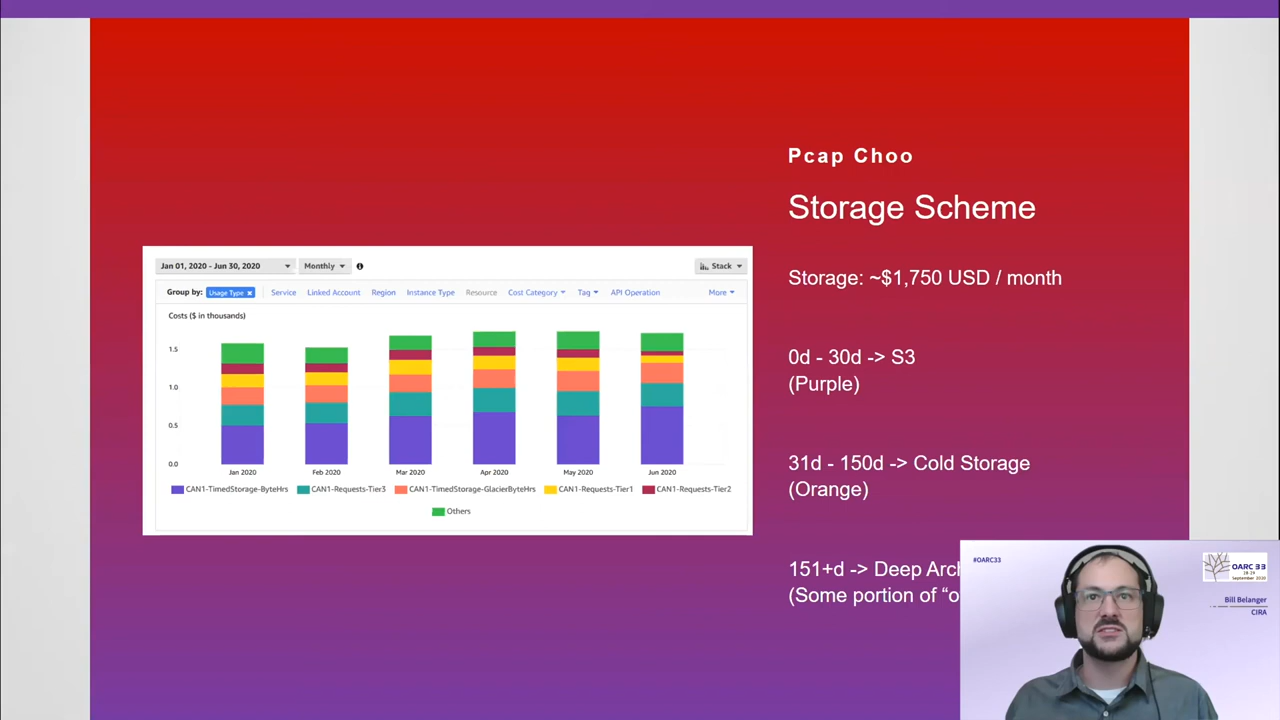 Pcap Choo
Storage Scheme
Storage: ~$1,750 USD / month
0d - 30d -> S3
(Purple)
31d - 150d -> Cold Storage
(Orange)
151+d -> Deep Arch
(Some portion of “o
Jan 01, 2020 - Jun 30, 2020
Monthly
Stack
Group by: Usage Type × Service Linked Account Region Instance Type Resource Cost Category Tag API Operation More
Costs ($ in thousands)
1.5
1.0
0.5
0.0
Jan 2020 Feb 2020 Mar 2020 Apr 2020 May 2020 Jun 2020
CAN1-TimedStorage-ByteHrs CAN1-Requests-Tier3 CAN1-TimedStorage-GlacierByteHrs CAN1-Requests-Tier1 CAN1-Requests-Tier2
Others
#OARC33
OARC 33
September 2020
Bill Belanger
CIRA